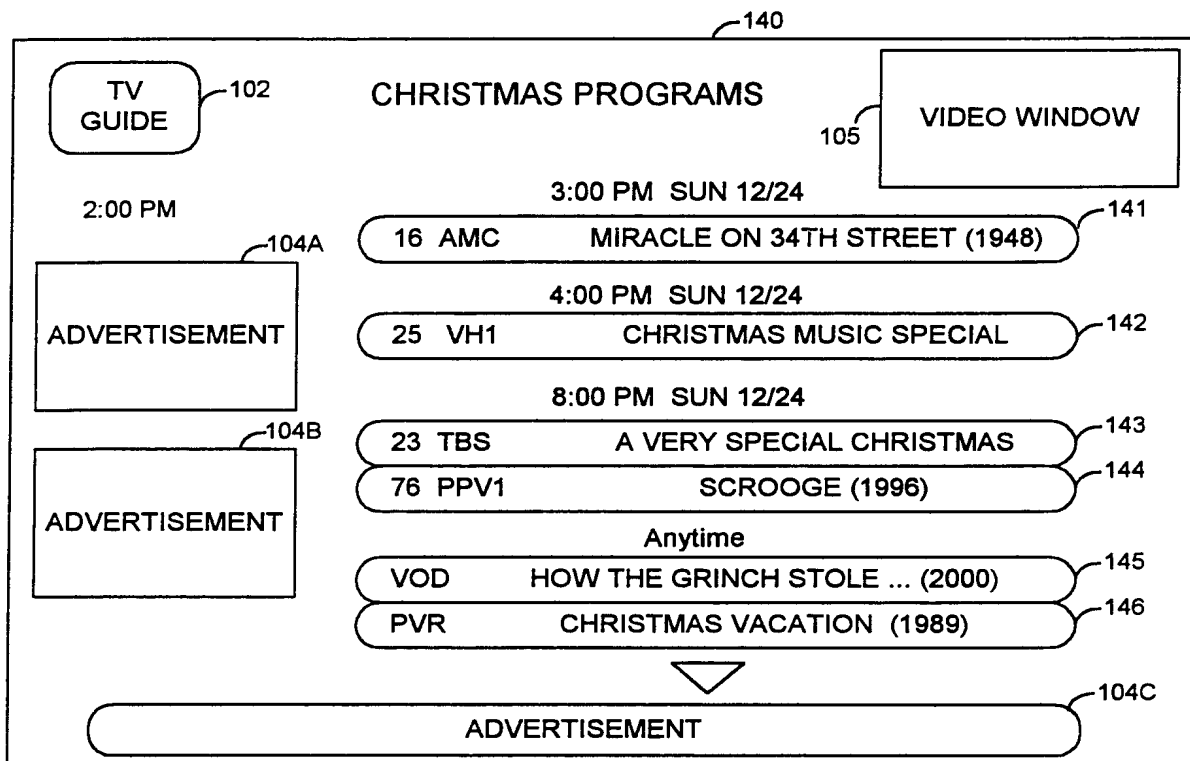 140
TV
GUIDE
102
CHRISTMAS PROGRAMS
105
VIDEO WINDOW
2:00 PM
3:00 PM SUN 12/24
141
16 AMC MIRACLE ON 34TH STREET (1948)
104A
ADVERTISEMENT
4:00 PM SUN 12/24
142
25 VH1 CHRISTMAS MUSIC SPECIAL
8:00 PM SUN 12/24
104B
ADVERTISEMENT
143
23 TBS A VERY SPECIAL CHRISTMAS
144
76 PPV1 SCROOGE (1996)
Anytime
145
VOD HOW THE GRINCH STOLE ... (2000)
146
PVR CHRISTMAS VACATION (1989)
104C
ADVERTISEMENT